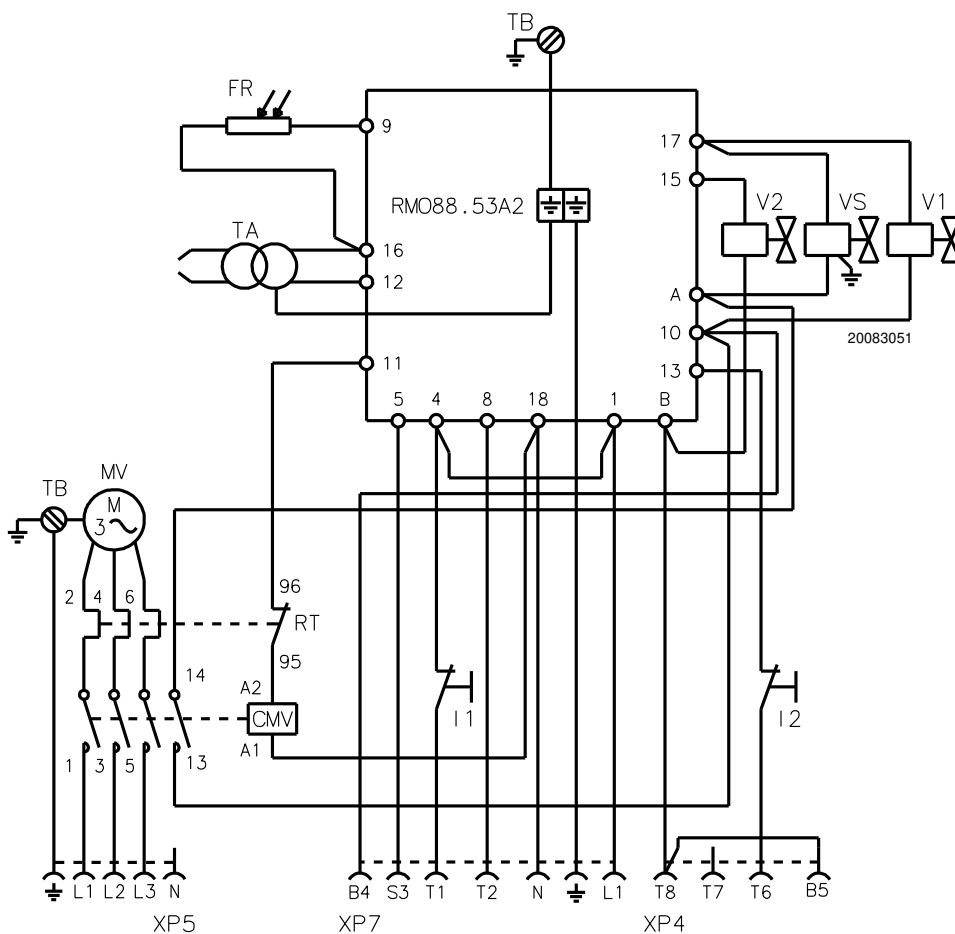 TB
FR
9
17
15
RMO88.53A2
V2 VS V1
TA
16
12
A
10
20083051
11
13
5 4 8 18 1 B
MV
TB
M
3
2 4 6
96
RT
95
14
A2
CMV
A1
I1
I2
1 3 5 13
L1 L2 L3 N
B4 S3 T1 T2 N L1
T8 T7 T6 B5
XP5 XP7 XP4